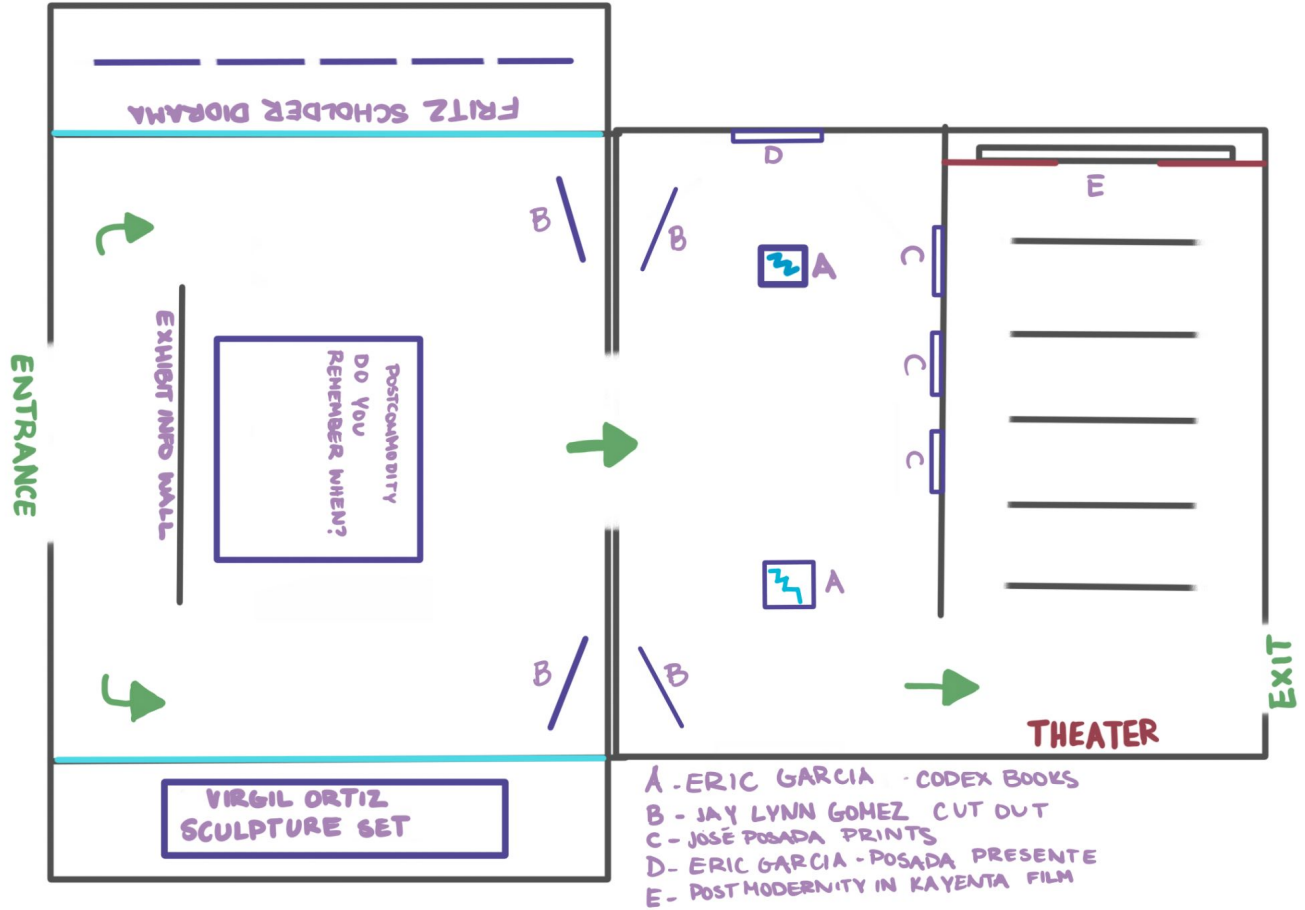 FRITZ SCHOLDER DIORAMA
D
E
B
B
A
C
ENTRANCE
EXHIBIT INFO WALL
POSTCOMMODITY
DO YOU
REMEMBER WHEN?
C
C
A
B
B
EXIT
THEATER
VIRGIL ORTIZ
SCULPTURE SET
A - ERIC GARCIA - CODEX BOOKS
B - JAY LYNN GOMEZ CUT OUT
C - JOSÉ POSADA PRINTS
D - ERIC GARCIA - POSADA PRESENTE
E - POSTMODERNITY IN KAYENTA FILM